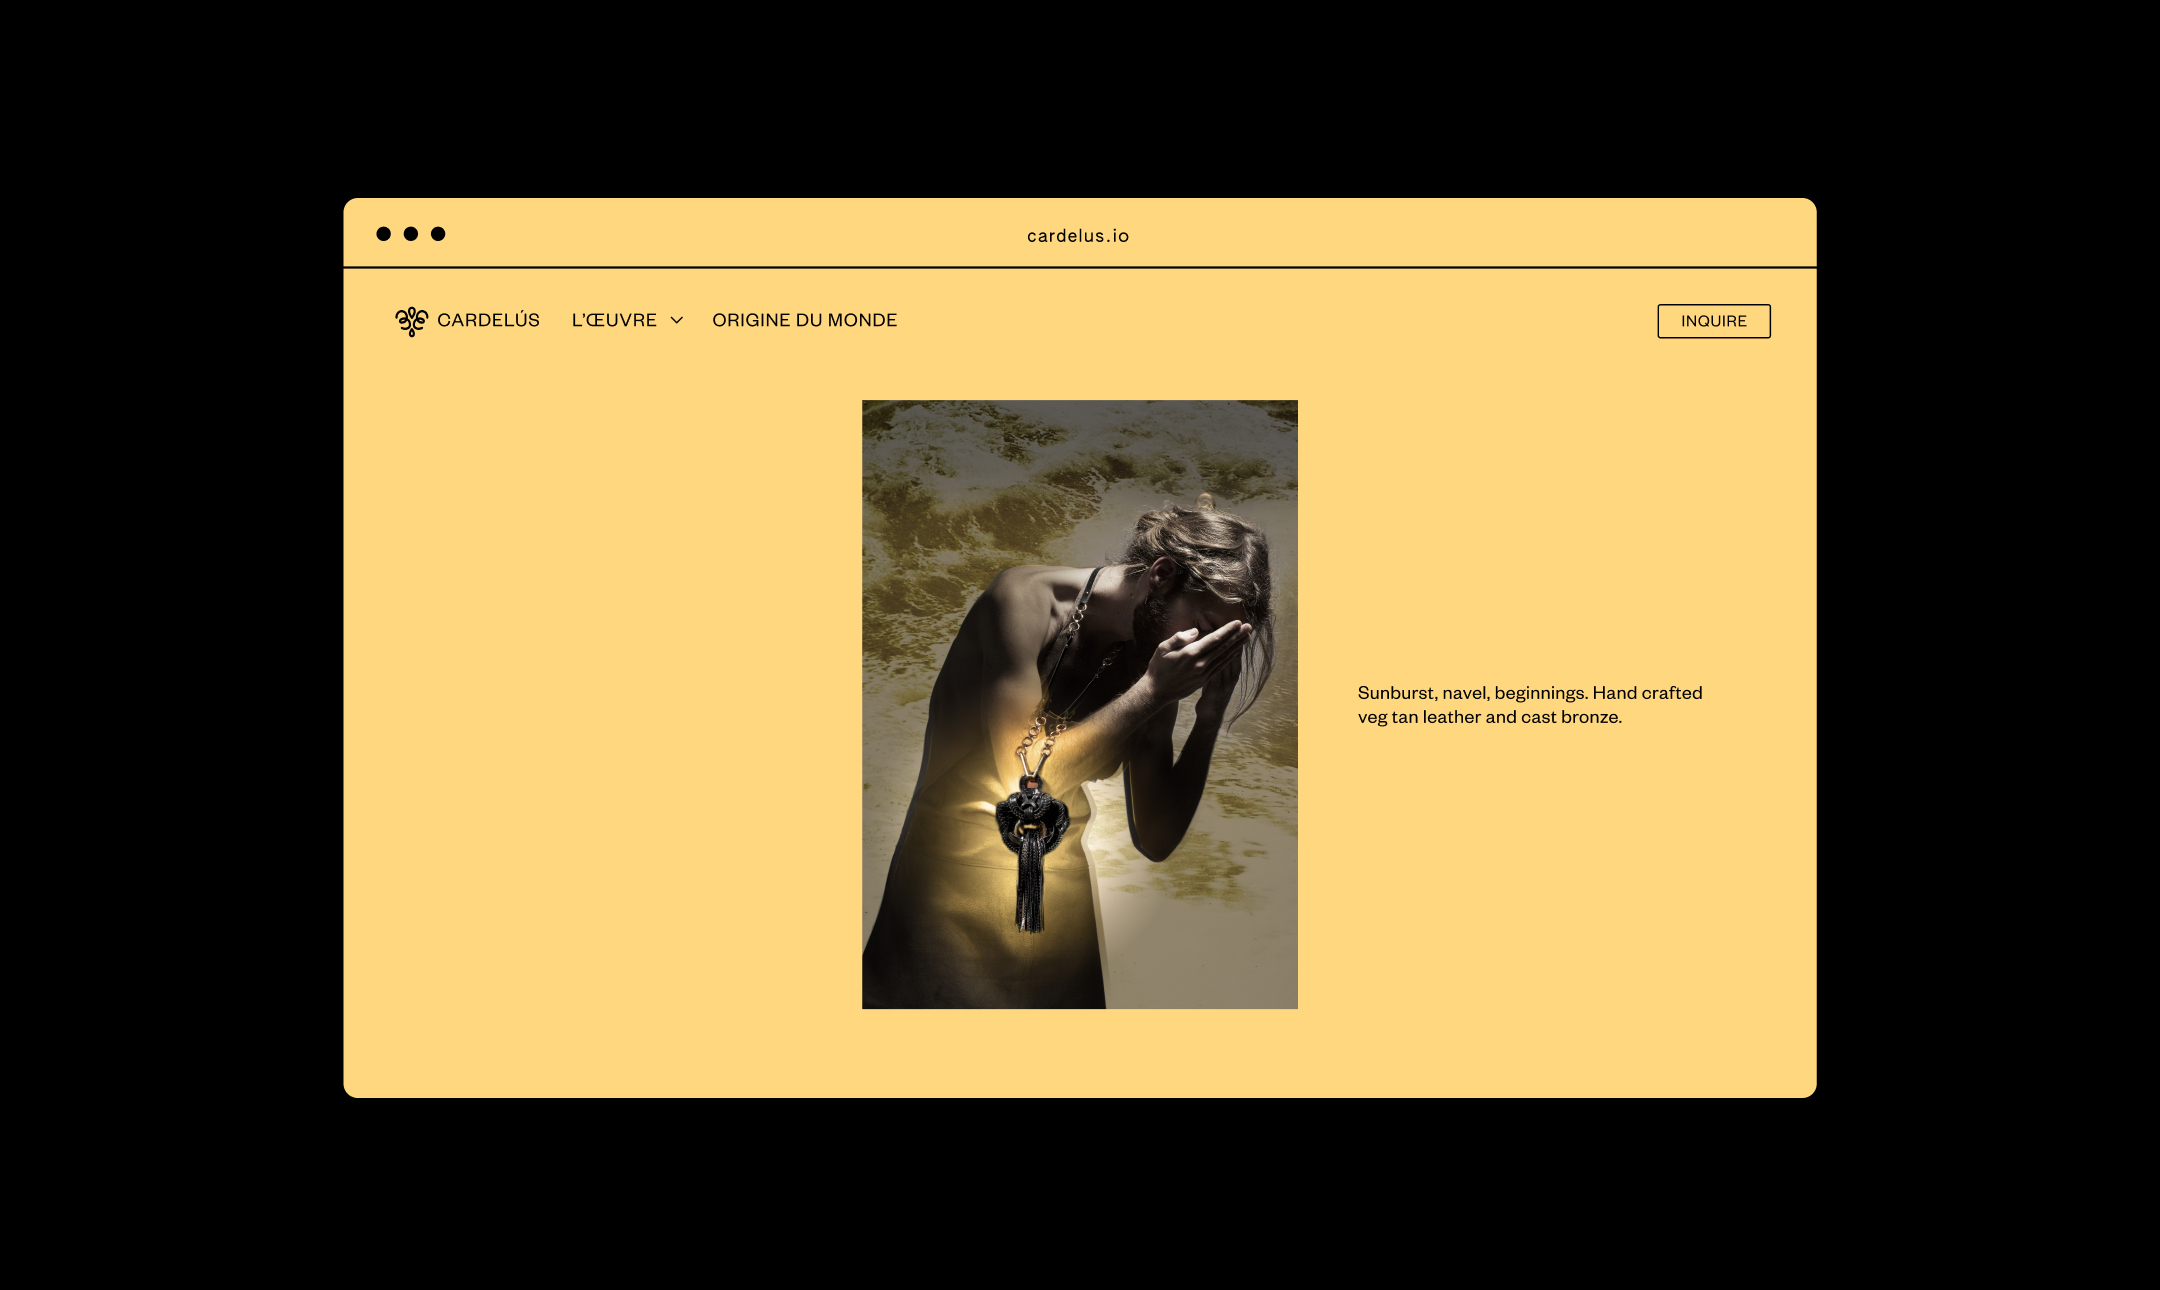 cardelus.io
CARDELÚS
L’ŒUVRE
ORIGINE DU MONDE
INQUIRE
Sunburst, navel, beginnings. Hand crafted
veg tan leather and cast bronze.